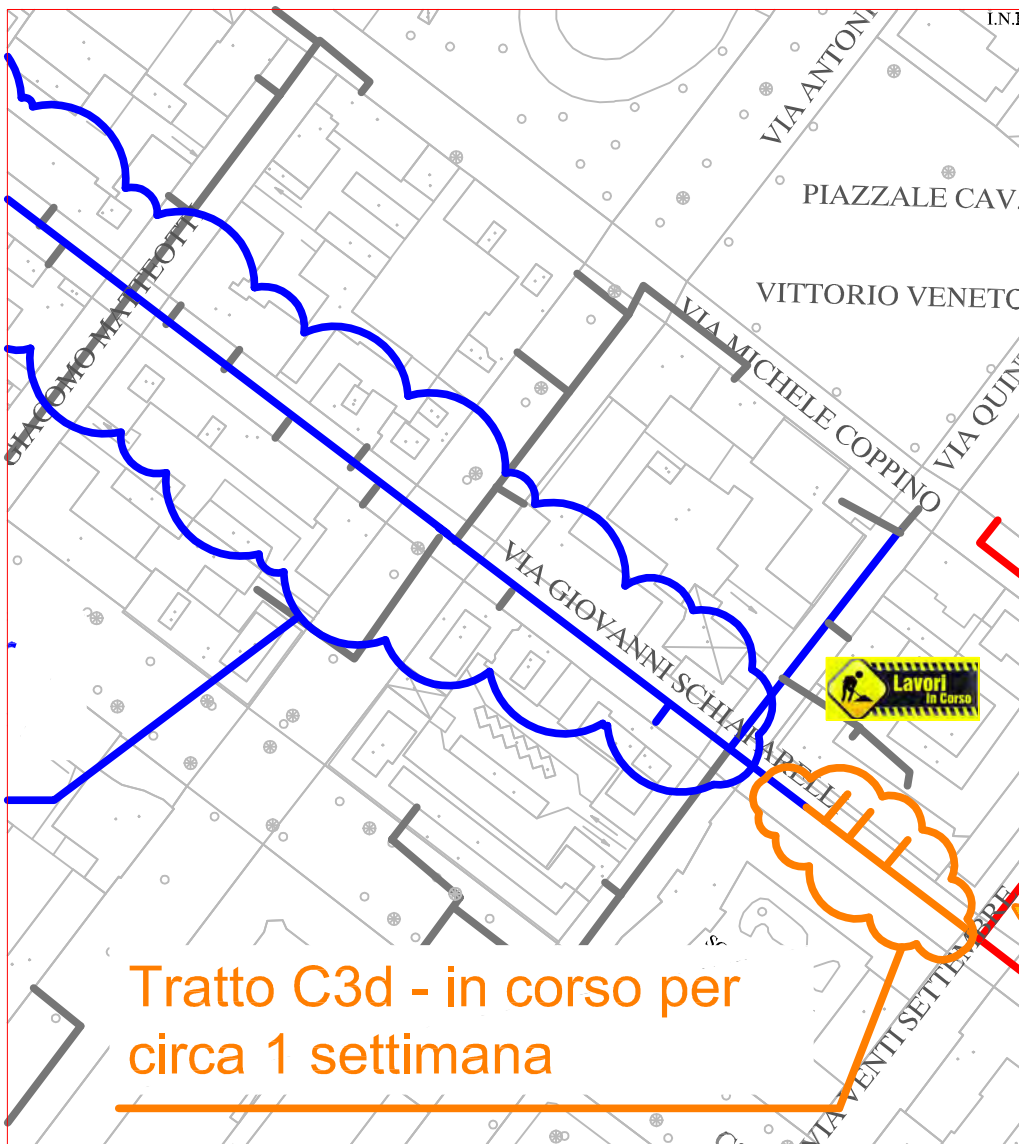 I.N.
VIA ANTONI
PIAZZALE CAV.
VITTORIO VENETO
VIA MICHELE COPPINO
VIA QUIN
GIACOMO MATTEOTTI
VIA GIOVANNI SCHIAPARELLI
Lavori
In Corso
VIA VENTI SETTEMBRE
Tratto C3d - in corso per
circa 1 settimana